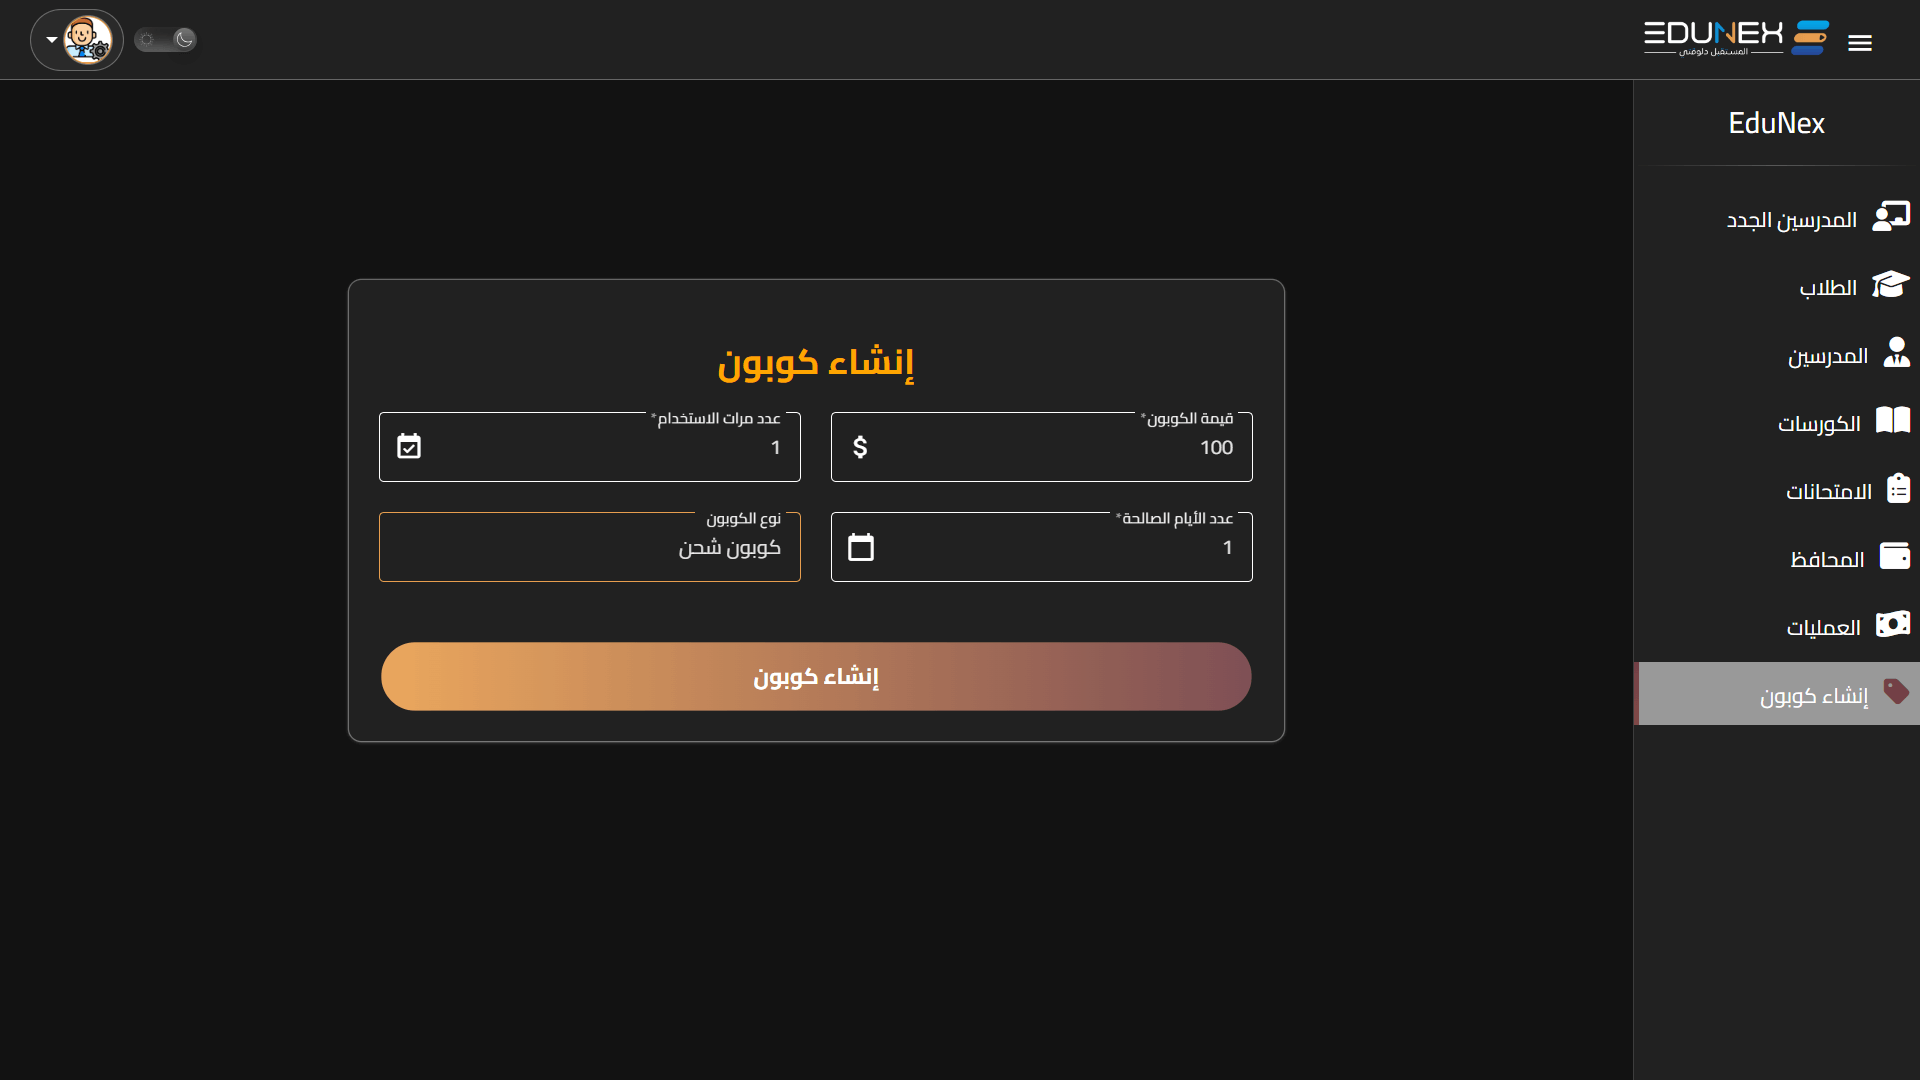 EDUNEX
المستقبل دلوقتي
EduNex
المدرسين الجدد
الطلاب
المدرسين
الكورسات
الامتحانات
المحافظ
العمليات
إنشاء كوبون
إنشاء كوبون
قيمة الكوبون*
100
عدد مرات الاستخدام*
1
عدد الأيام الصالحة*
1
نوع الكوبون
كوبون شحن
إنشاء كوبون